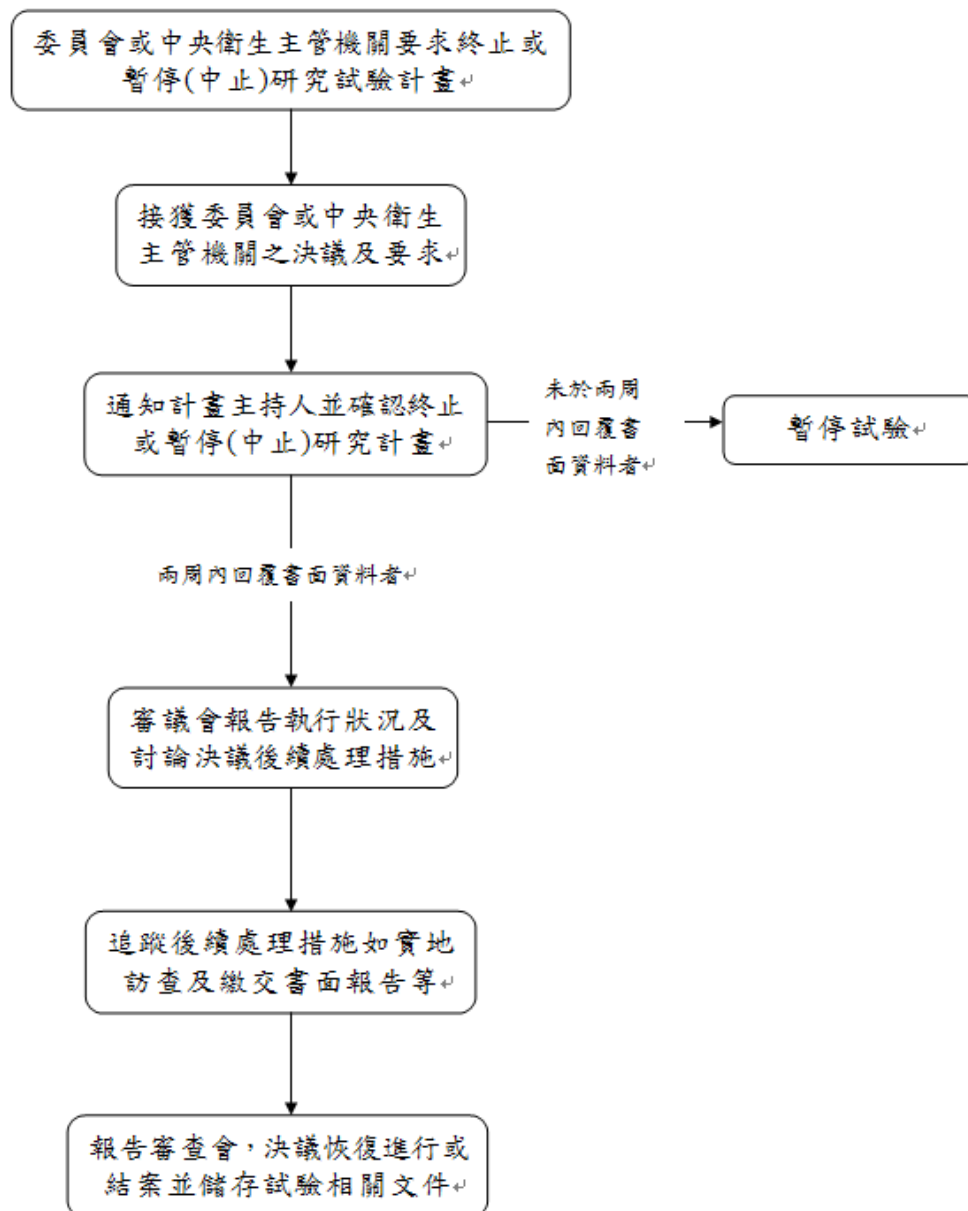 委員會或中央衛生主管機關要求終止或
暫停(中止)研究試驗計畫↵
接獲委員會或中央衛生
主管機關之決議及要求↵
通知計畫主持人並確認終止
或暫停(中止)研究計畫↵
未於兩周
內回覆書
面資料者↵
暫停試驗↵
兩周內回覆書面資料者↵
審議會報告執行狀況及
討論決議後續處理措施↵
追蹤後續處理措施如實地
訪查及繳交書面報告等↵
報告審查會，決議恢復進行或
結案並儲存試驗相關文件↵